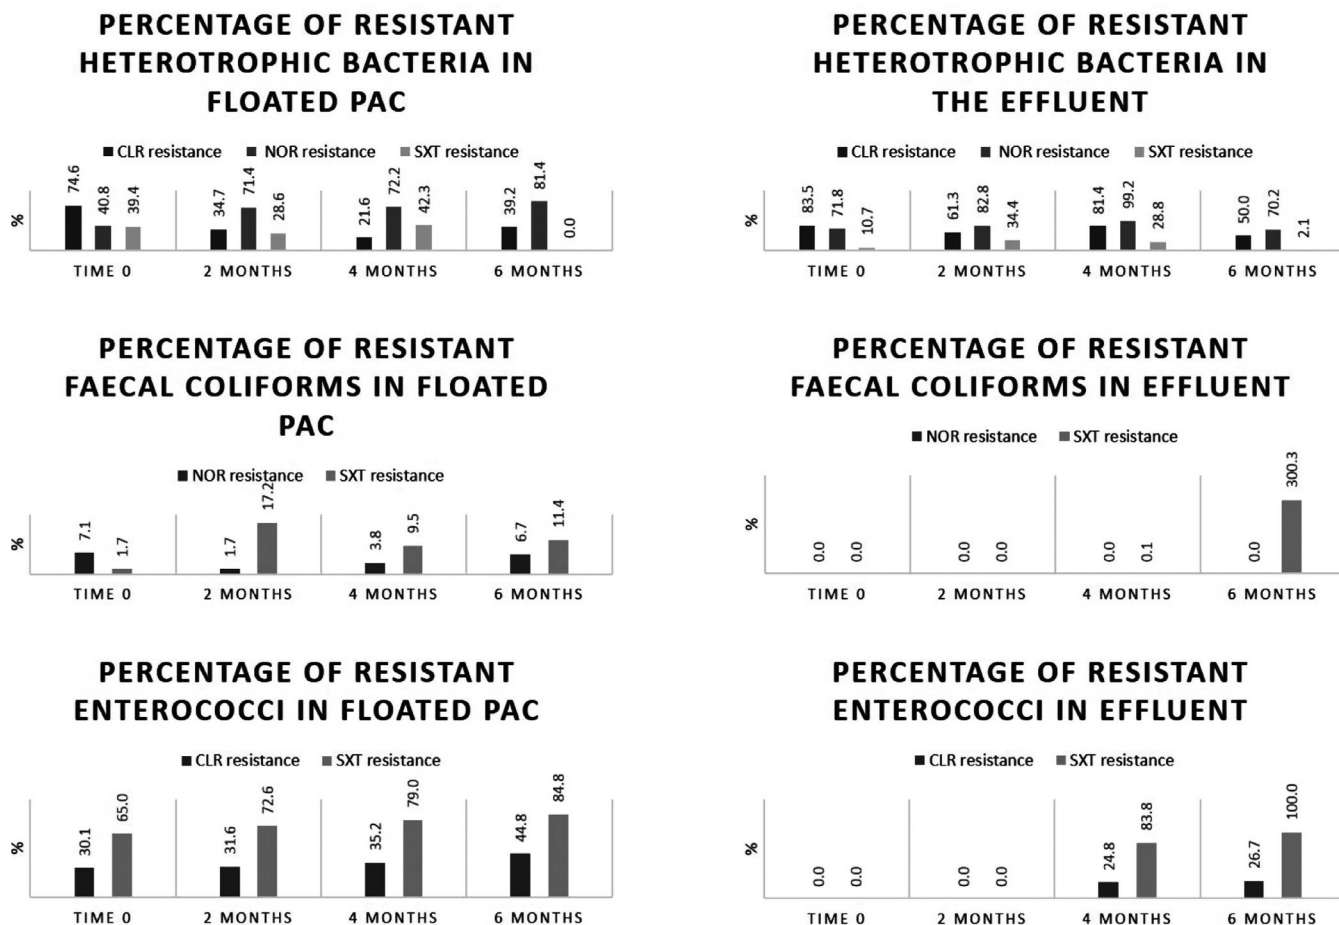 PERCENTAGE OF RESISTANT
HETEROTROPHIC BACTERIA IN
FLOATED PAC
CLR resistance NOR resistance SXT resistance
74.6 40.8 39.4 34.7 71.4 28.6 21.6 72.2 42.3 39.2 81.4 0.0
%
TIME 0 2 MONTHS 4 MONTHS 6 MONTHS
PERCENTAGE OF RESISTANT
HETEROTROPHIC BACTERIA IN
THE EFFLUENT
CLR resistance NOR resistance SXT resistance
83.5 71.8 10.7 61.3 82.8 34.4 81.4 99.2 28.8 50.0 70.2 2.1
%
TIME 0 2 MONTHS 4 MONTHS 6 MONTHS
PERCENTAGE OF RESISTANT
FAECAL COLIFORMS IN FLOATED
PAC
NOR resistance SXT resistance
7.1 1.7 1.7 17.2 3.8 9.5 6.7 11.4
%
TIME 0 2 MONTHS 4 MONTHS 6 MONTHS
PERCENTAGE OF RESISTANT
FAECAL COLIFORMS IN EFFLUENT
NOR resistance SXT resistance
0.0 0.0 0.0 0.0 0.0 0.1 0.0 300.3
%
TIME 0 2 MONTHS 4 MONTHS 6 MONTHS
PERCENTAGE OF RESISTANT
ENTEROCOCCI IN FLOATED PAC
CLR resistance SXT resistance
30.1 65.0 31.6 72.6 35.2 79.0 44.8 84.8
%
TIME 0 2 MONTHS 4 MONTHS 6 MONTHS
PERCENTAGE OF RESISTANT
ENTEROCOCCI IN EFFLUENT
CLR resistance SXT resistance
0.0 0.0 0.0 0.0 24.8 83.8 26.7 100.0
%
TIME 0 2 MONTHS 4 MONTHS 6 MONTHS